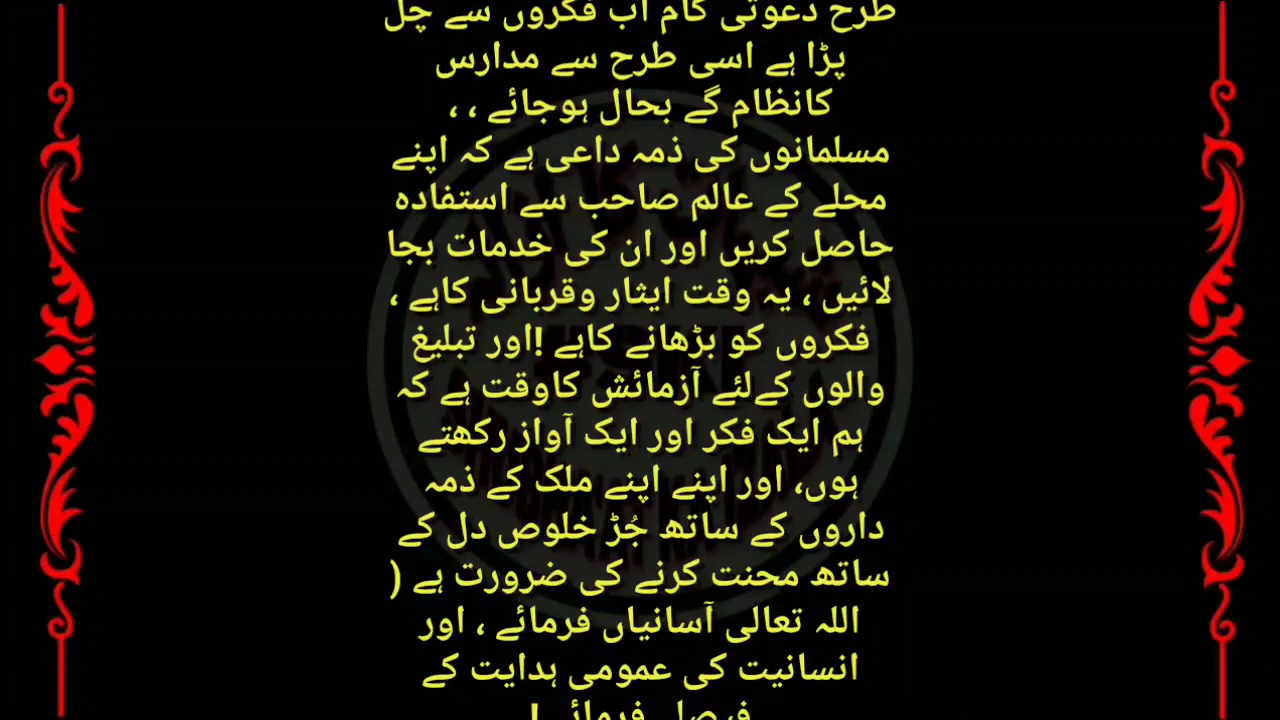 طرح دعوتی کام اب فکروں سے چل
پڑا ہے اسی طرح سے مدارس
کانظام گے بحال ہوجائے ، ،
مسلمانوں کی ذمہ داعی ہے کہ اپنے
محلے کے عالم صاحب سے استفادہ
حاصل کریں اور ان کی خدمات بجا
لائیں ، یہ وقت ایثار وقربانی کاہے ،
فکروں کو بڑھانے کاہے !اور تبلیغ
والوں کےلئے آزمائش کاوقت ہے کہ
ہم ایک فکر اور ایک آواز رکھتے
ہوں، اور اپنے اپنے ملک کے ذمہ
داروں کے ساتھ جُڑ خلوص دل کے
ساتھ محنت کرنے کی ضرورت ہے (
اللہ تعالی آسانیاں فرمائے ، اور
انسانیت کی عمومی ہدایت کے
فیصلے فرمائے !